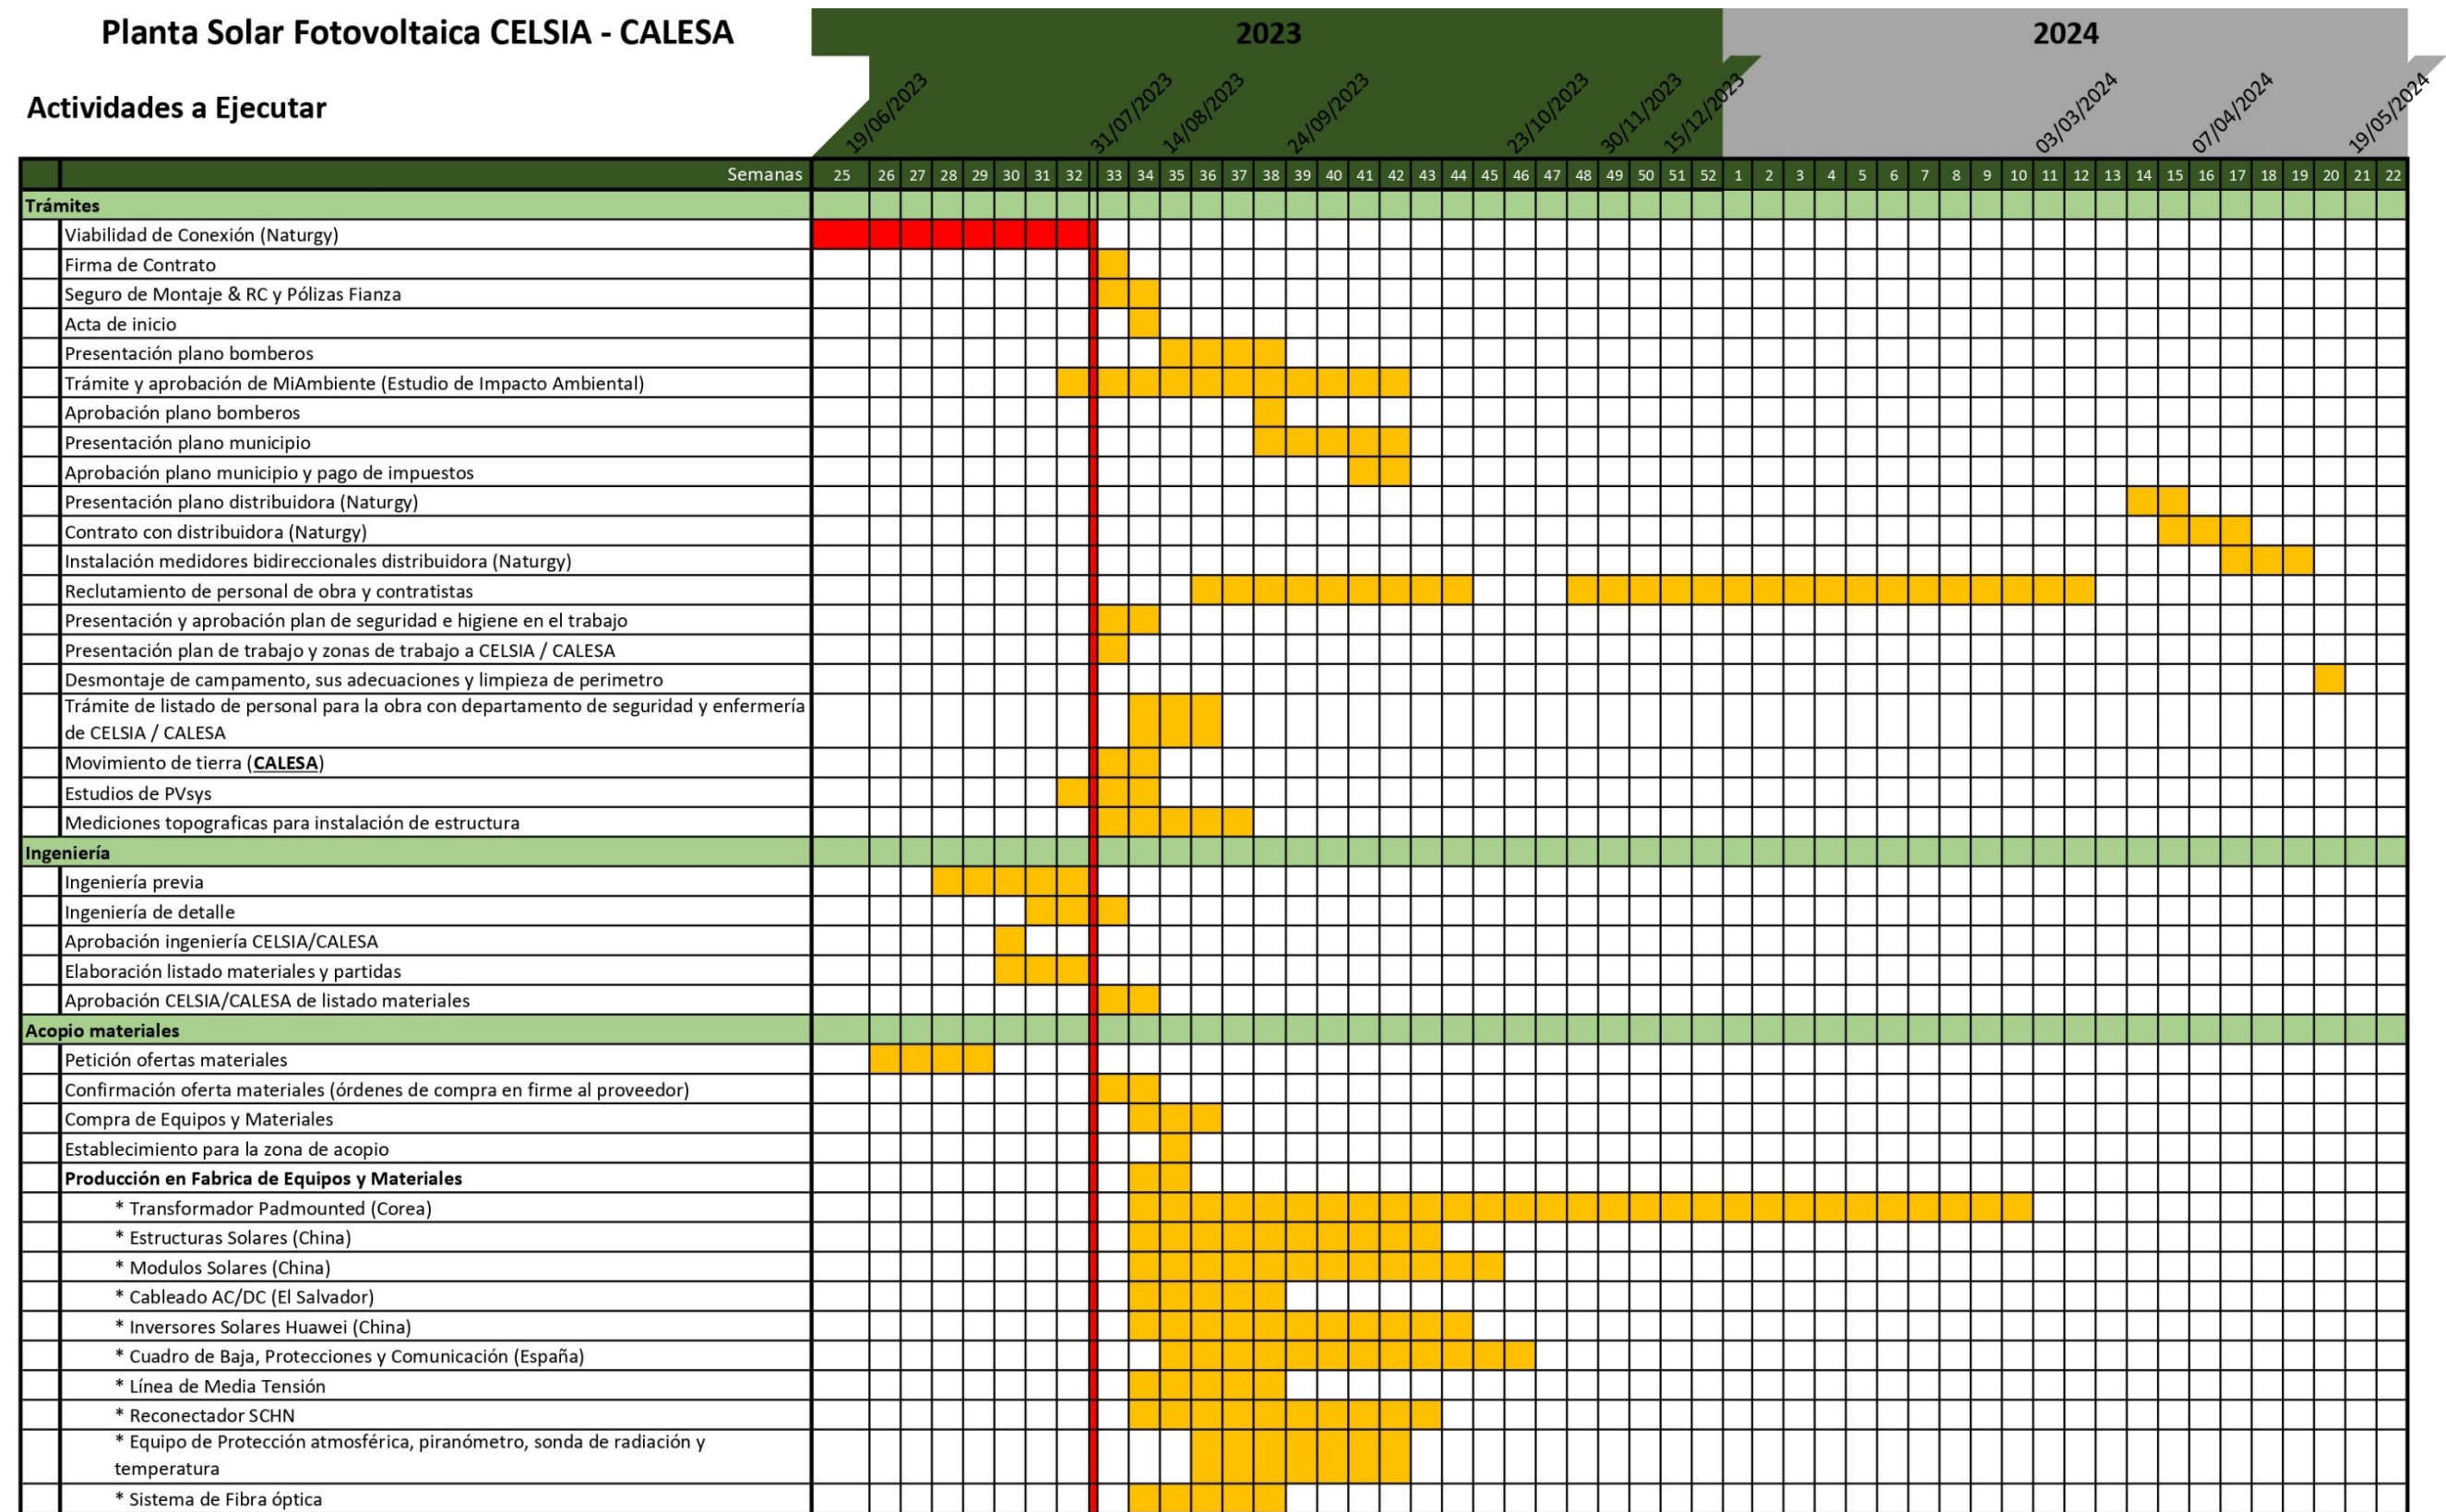 Planta Solar Fotovoltaica CELSIA - CALESA
2023
2024
Actividades a Ejecutar
19/06/2023
31/07/2023
14/08/2023
24/09/2023
23/10/2023
30/11/2023
15/12/2023
03/03/2024
07/04/2024
19/05/2024
Semanas 25 26 27 28 29 30 31 32 33 34 35 36 37 38 39 40 41 42 43 44 45 46 47 48 49 50 51 52 1 2 3 4 5 6 7 8 9 10 11 12 13 14 15 16 17 18 19 20 21 22
Trámites
Viabilidad de Conexión (Naturgy)
Firma de Contrato
Seguro de Montaje & RC y Pólizas Fianza
Acta de inicio
Presentación plano bomberos
Trámite y aprobación de MiAmbiente (Estudio de Impacto Ambiental)
Aprobación plano bomberos
Presentación plano municipio
Aprobación plano municipio y pago de impuestos
Presentación plano distribuidora (Naturgy)
Contrato con distribuidora (Naturgy)
Instalación medidores bidireccionales distribuidora (Naturgy)
Reclutamiento de personal de obra y contratistas
Presentación y aprobación plan de seguridad e higiene en el trabajo
Presentación plan de trabajo y zonas de trabajo a CELSIA / CALESA
Desmontaje de campamento, sus adecuaciones y limpieza de perimetro
Trámite de listado de personal para la obra con departamento de seguridad y enfermería
de CELSIA / CALESA
Movimiento de tierra (CALESA)
Estudios de PVsys
Mediciones topograficas para instalación de estructura
Ingeniería
Ingeniería previa
Ingeniería de detalle
Aprobación ingeniería CELSIA/CALESA
Elaboración listado materiales y partidas
Aprobación CELSIA/CALESA de listado materiales
Acopio materiales
Petición ofertas materiales
Confirmación oferta materiales (órdenes de compra en firme al proveedor)
Compra de Equipos y Materiales
Establecimiento para la zona de acopio
Producción en Fabrica de Equipos y Materiales
* Transformador Padmounted (Corea)
* Estructuras Solares (China)
* Modulos Solares (China)
* Cableado AC/DC (El Salvador)
* Inversores Solares Huawei (China)
* Cuadro de Baja, Protecciones y Comunicación (España)
* Línea de Media Tensión
* Reconectador SCHN
* Equipo de Protección atmosférica, piranómetro, sonda de radiación y
temperatura
* Sistema de Fibra óptica